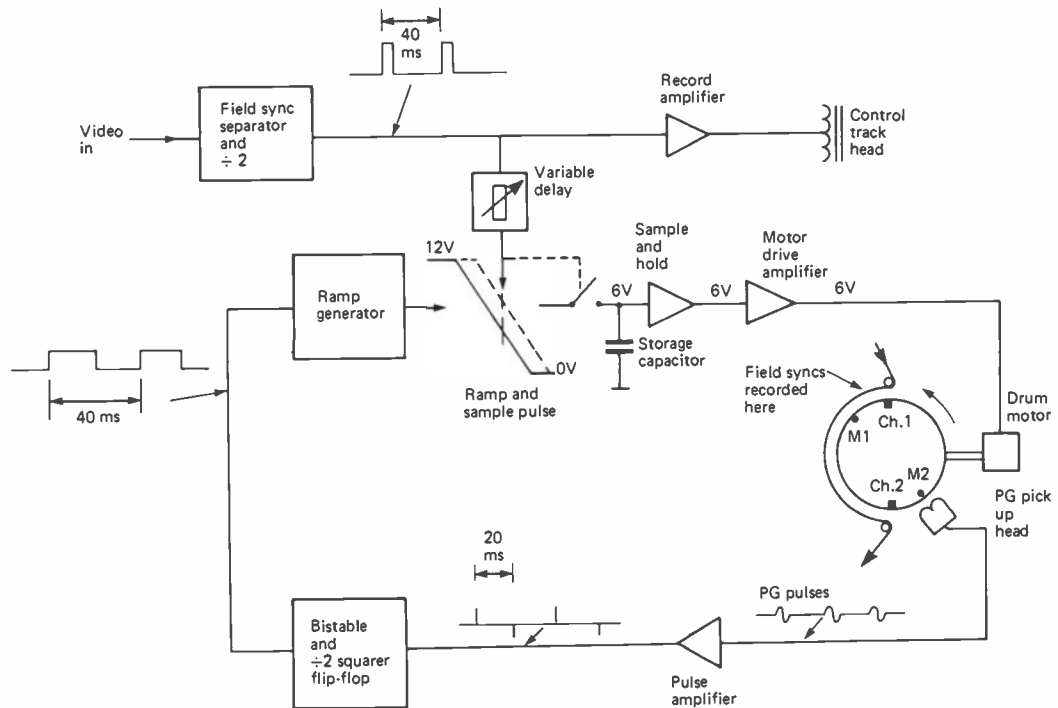 40
ms
Field sync
separator
and
÷ 2
Video
in
Record
amplifier
Control
track
head
Variable
delay
12V
0V
Ramp
generator
Ramp and
sample pulse
Sample
and
hold
Motor
drive
amplifier
6V
6V
6V
Storage
capacitor
40 ms
Field syncs
recorded
here
M1
Ch.1
Ch.2
M2
Drum
motor
PG pick
up
head
20
ms
PG pulses
Bistable
and
÷2 squarer
flip-flop
Pulse
amplifier